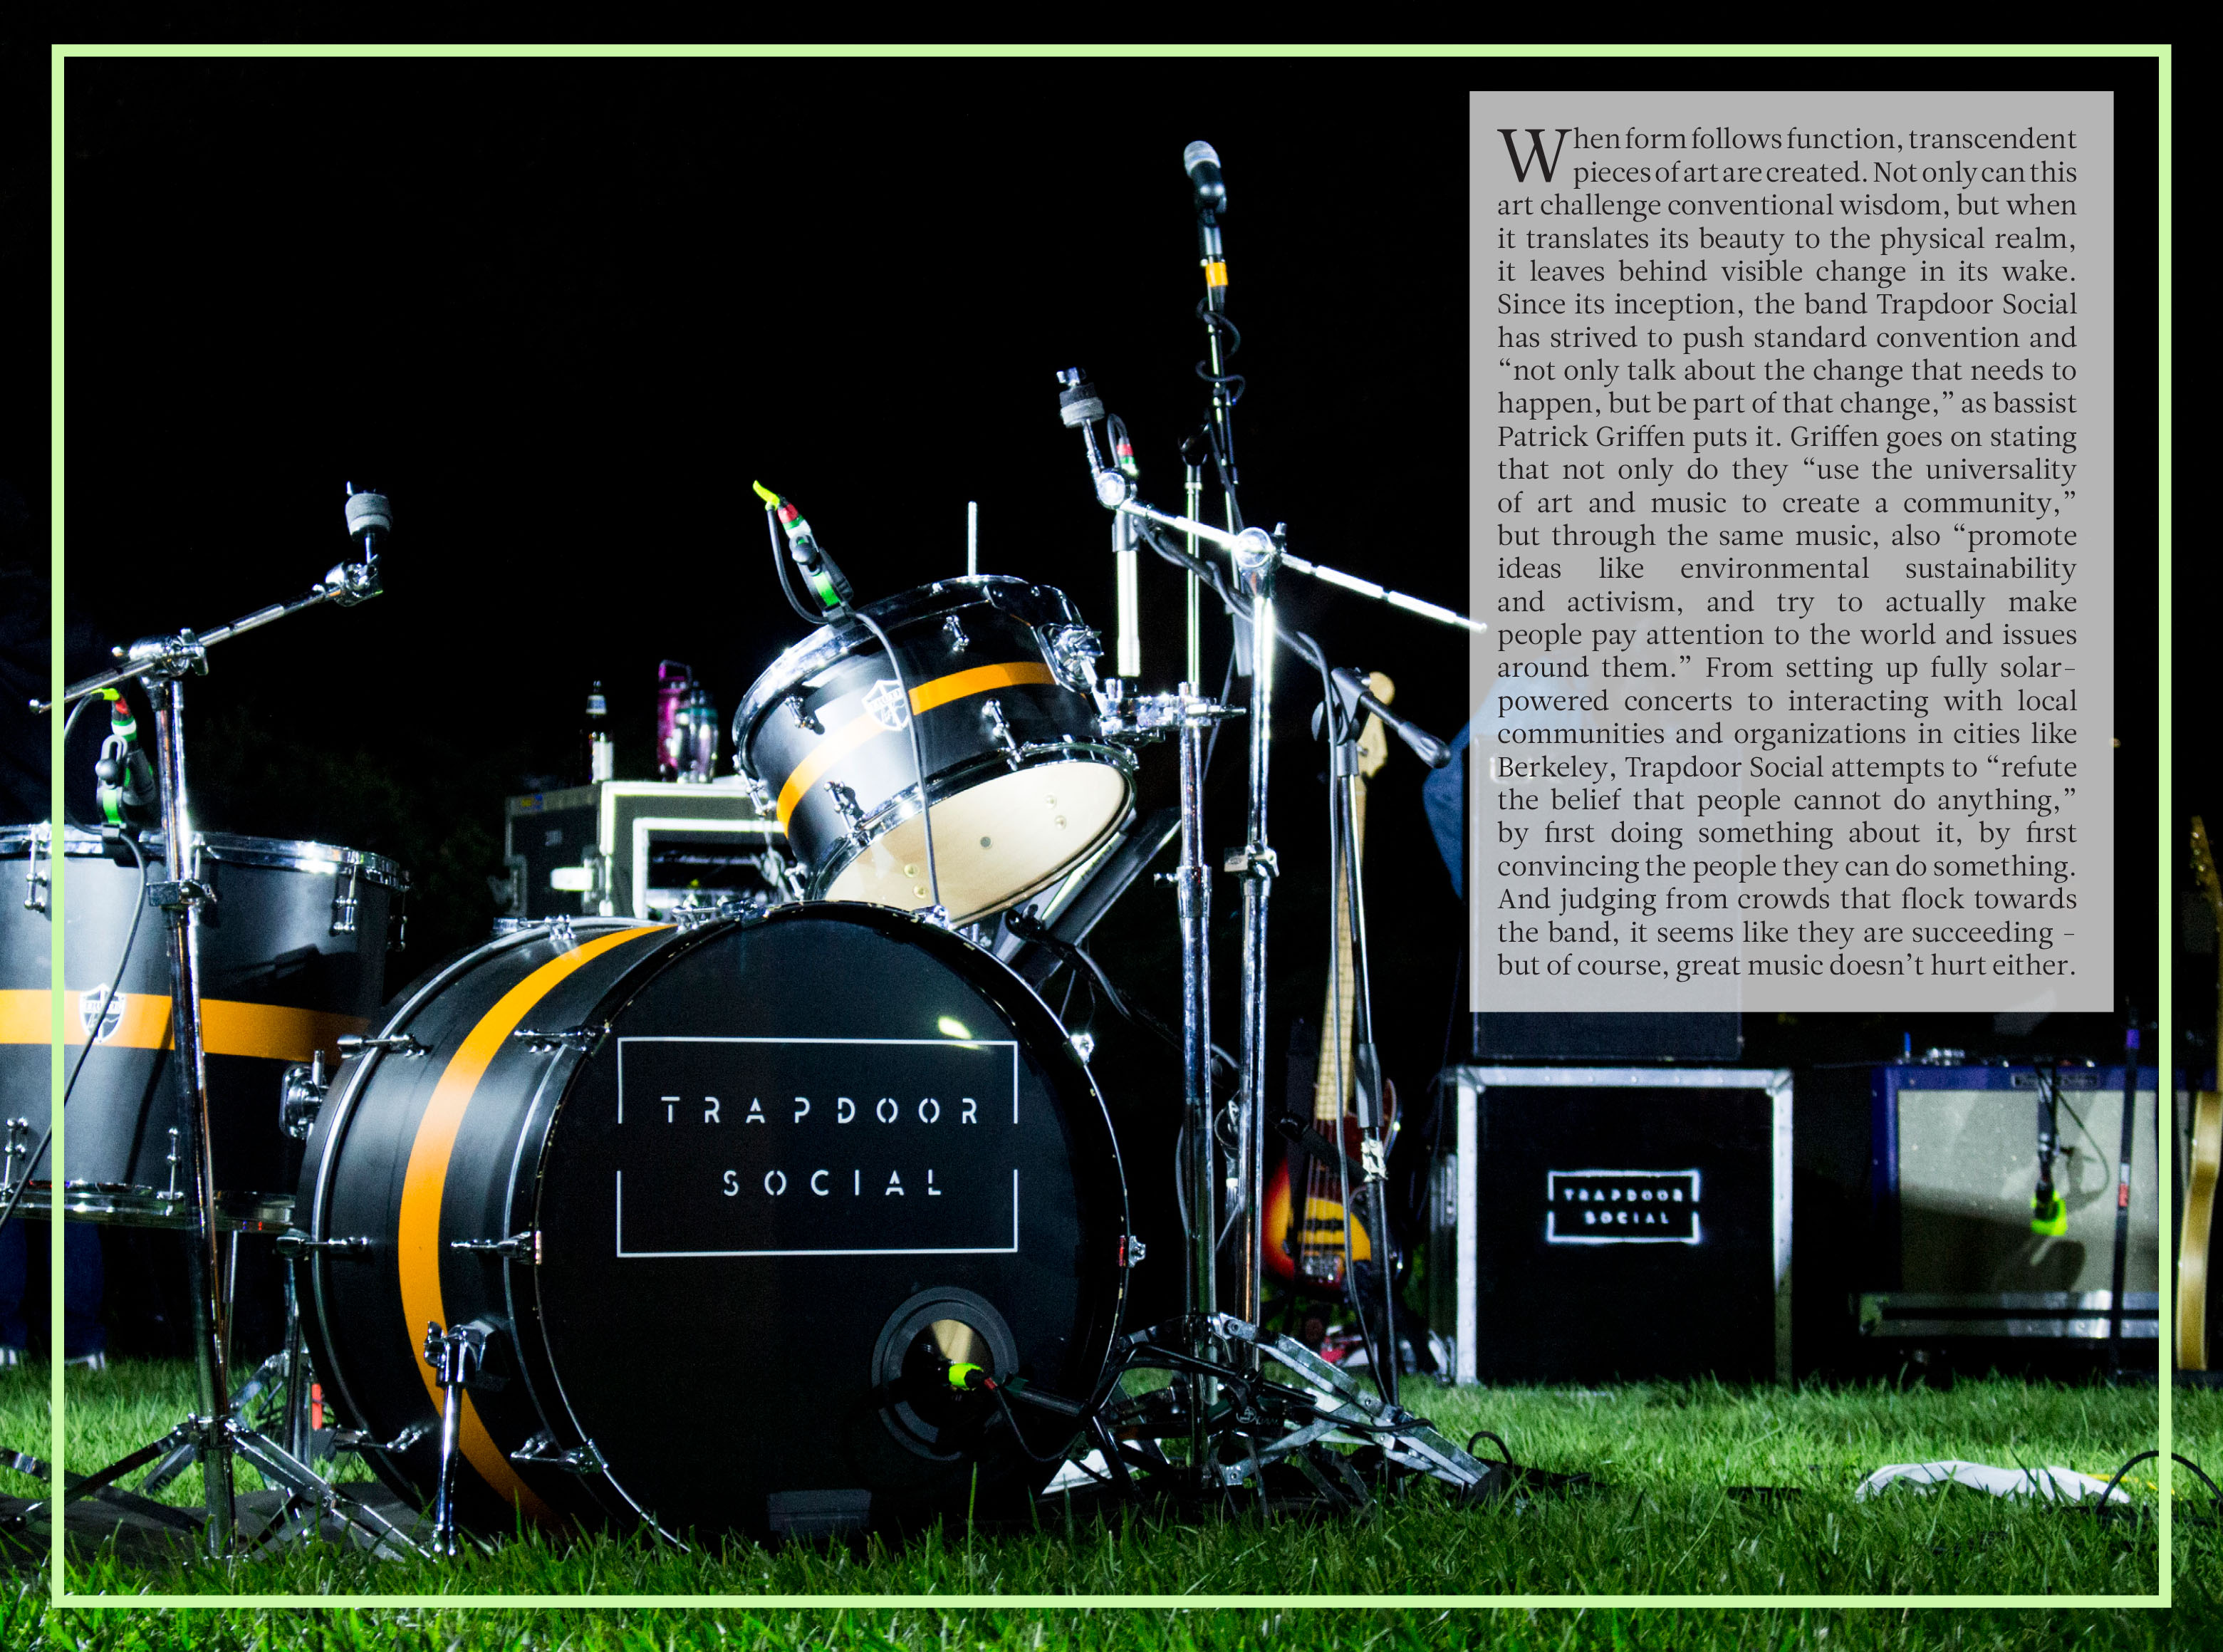 When form follows function, transcendent
pieces of art are created. Not only can this
art challenge conventional wisdom, but when
it translates its beauty to the physical realm,
it leaves behind visible change in its wake.
Since its inception, the band Trapdoor Social
has strived to push standard convention and
“not only talk about the change that needs to
happen, but be part of that change,” as bassist
Patrick Griffen puts it. Griffen goes on stating
that not only do they “use the universality
of art and music to create a community,”
but through the same music, also “promote
ideas like environmental sustainability
and activism, and try to actually make
people pay attention to the world and issues
around them.” From setting up fully solar-
powered concerts to interacting with local
communities and organizations in cities like
Berkeley, Trapdoor Social attempts to “refute
the belief that people cannot do anything,”
by first doing something about it, by first
convincing the people they can do something.
And judging from crowds that flock towards
the band, it seems like they are succeeding –
but of course, great music doesn’t hurt either.
TRAPDOOR
SOCIAL
TRAPDOOR
SOCIAL